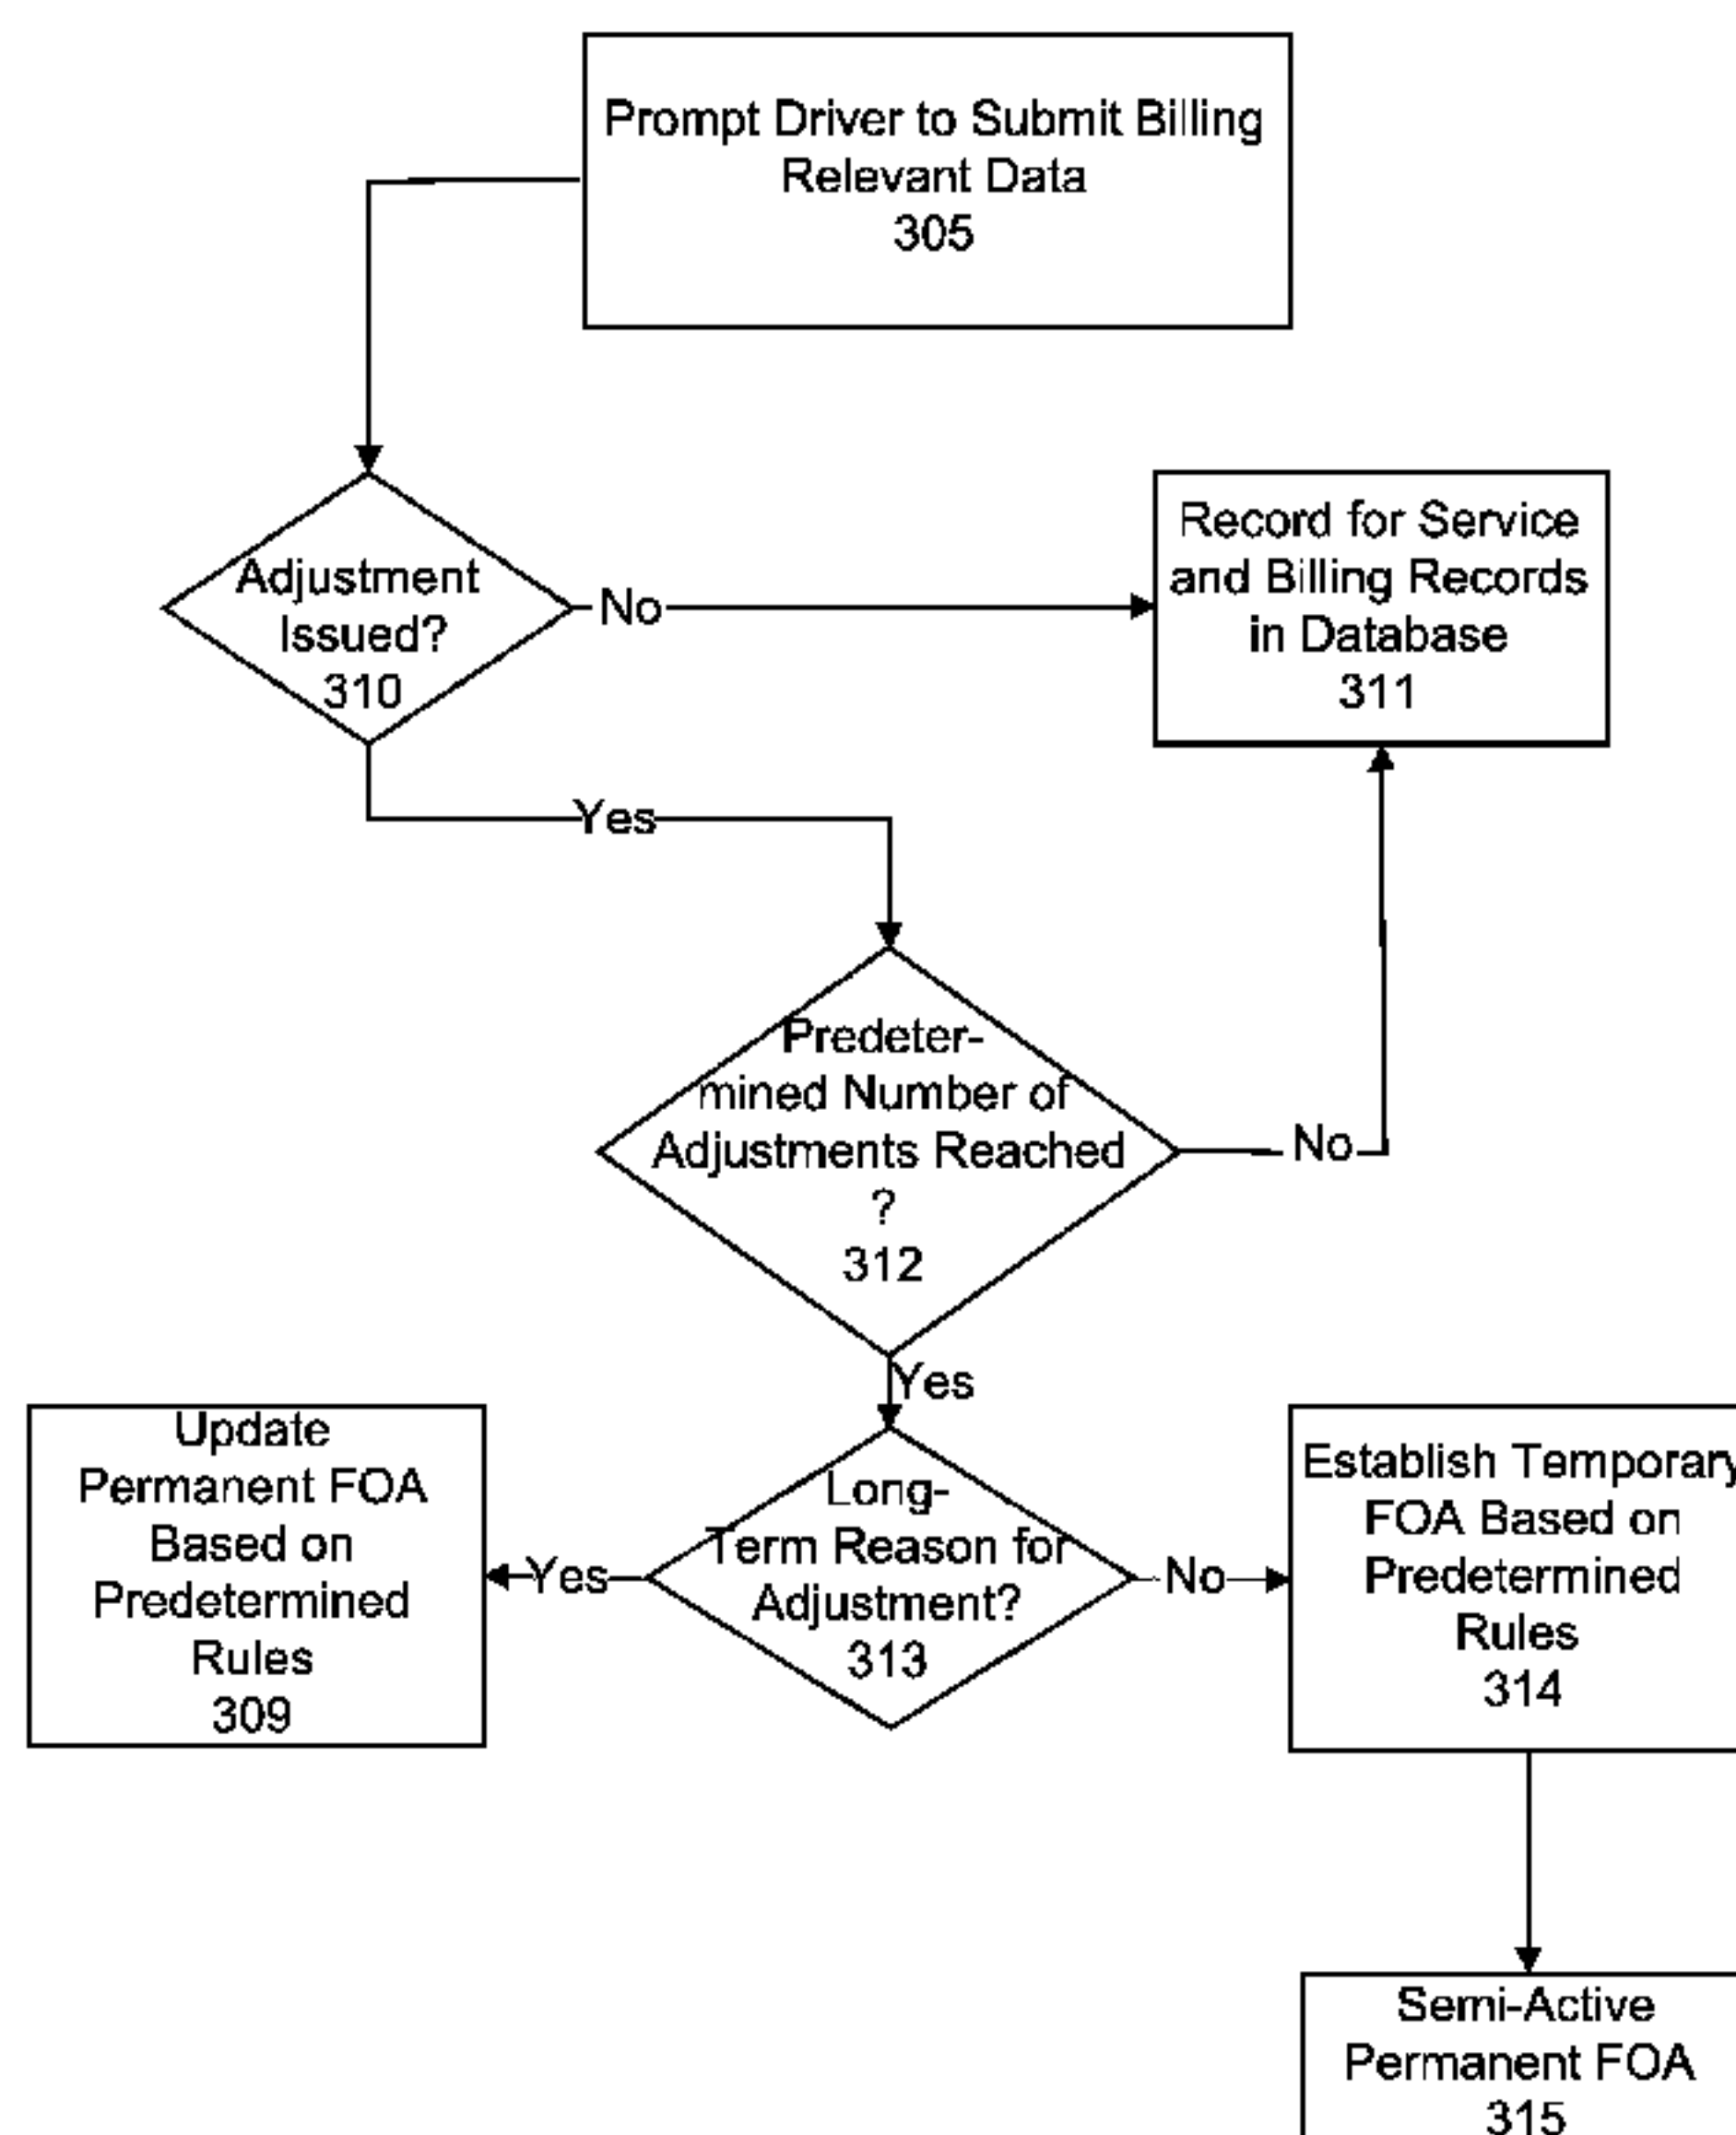 Prompt Driver to Submit Billing
Relevant Data
305
Adjustment
Issued?
310
No
Record for Service
and Billing Records
in Database
311
Yes
Predeter-
mined Number of
Adjustments Reached
?
312
No
Yes
Update
Permanent FOA
Based on
Predetermined
Rules
309
Yes
Long-
Term Reason for
Adjustment?
313
No
Establish Temporary
FOA Based on
Predetermined
Rules
314
Semi-Active
Permanent FOA
315